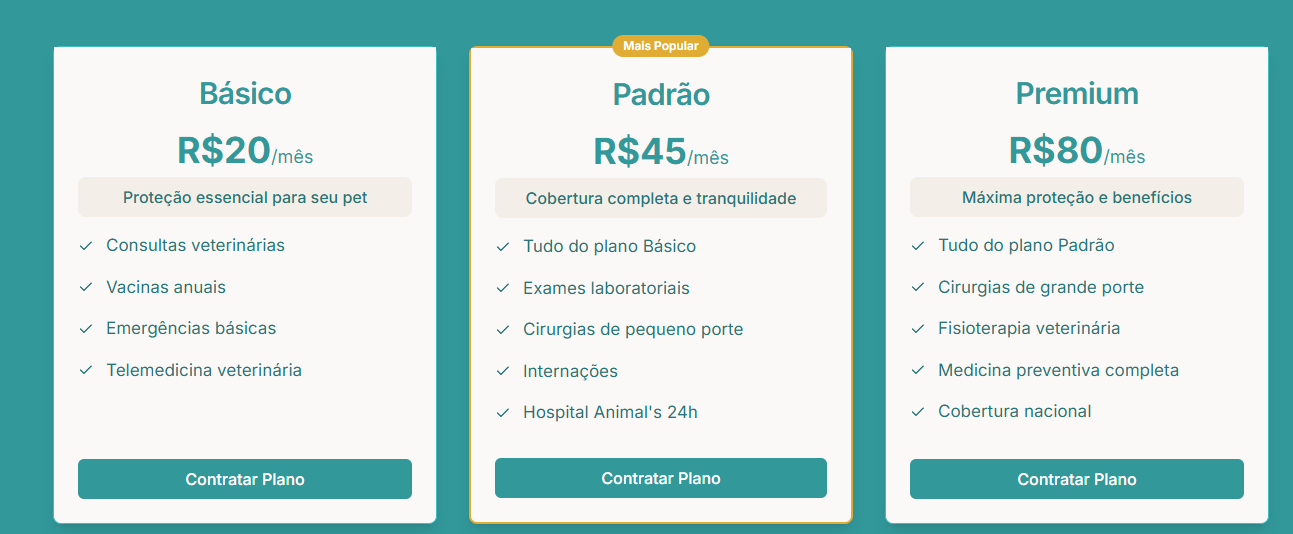 Básico
R$20/mês
Proteção essencial para seu pet
Consultas veterinárias
Vacinas anuais
Emergências básicas
Telemedicina veterinária
Contratar Plano
Mais Popular
Padrão
R$45/mês
Cobertura completa e tranquilidade
Tudo do plano Básico
Exames laboratoriais
Cirurgias de pequeno porte
Internações
Hospital Animal's 24h
Contratar Plano
Premium
R$80/mês
Máxima proteção e benefícios
Tudo do plano Padrão
Cirurgias de grande porte
Fisioterapia veterinária
Medicina preventiva completa
Cobertura nacional
Contratar Plano